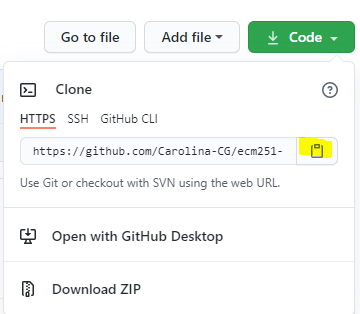 Go to file Add file Code
Clone
HTTPS SSH GitHub CLI
https://github.com/Carolina-CG/ecm251-
Use Git or checkout with SVN using the web URL.
Open with GitHub Desktop
Download ZIP